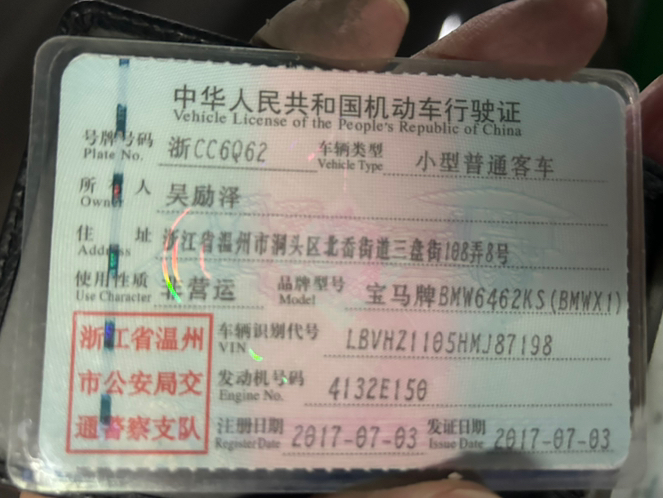 中华人民共和国机动车行驶证
Vehicle License of the People's Republic of China
号牌号码 浙CC6Q62 车辆类型 小型普通客车
Plate No. Vehicle Type
所有人 吴励泽
Owner
住址 浙江省温州市洞头区北岙街道三盘街108弄8号
Address
使用性质 非营运 品牌型号 宝马牌BMW6462KS(BMWX1)
Use Character Model
浙江省温州 车辆识别代号 LBVHZ1105HMJ87198
VIN
市公安局交 发动机号码 4132E150
Engine No.
通警察支队 注册日期 2017-07-03 发证日期 2017-07-03
Register Date Issue Date